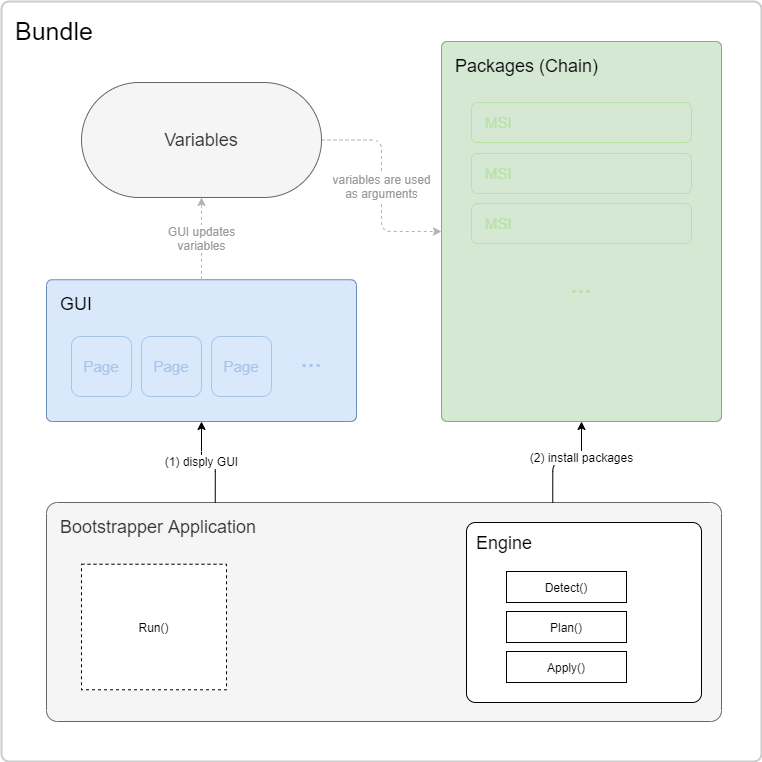 Bundle
Packages (Chain)
MSI
MSI
MSI
...
Variables
variables are used
as arguments
GUI updates
variables
GUI
Page
Page
Page
...
(1) disply GUI
(2) install packages
Bootstrapper Application
Run()
Engine
Detect()
Plan()
Apply()